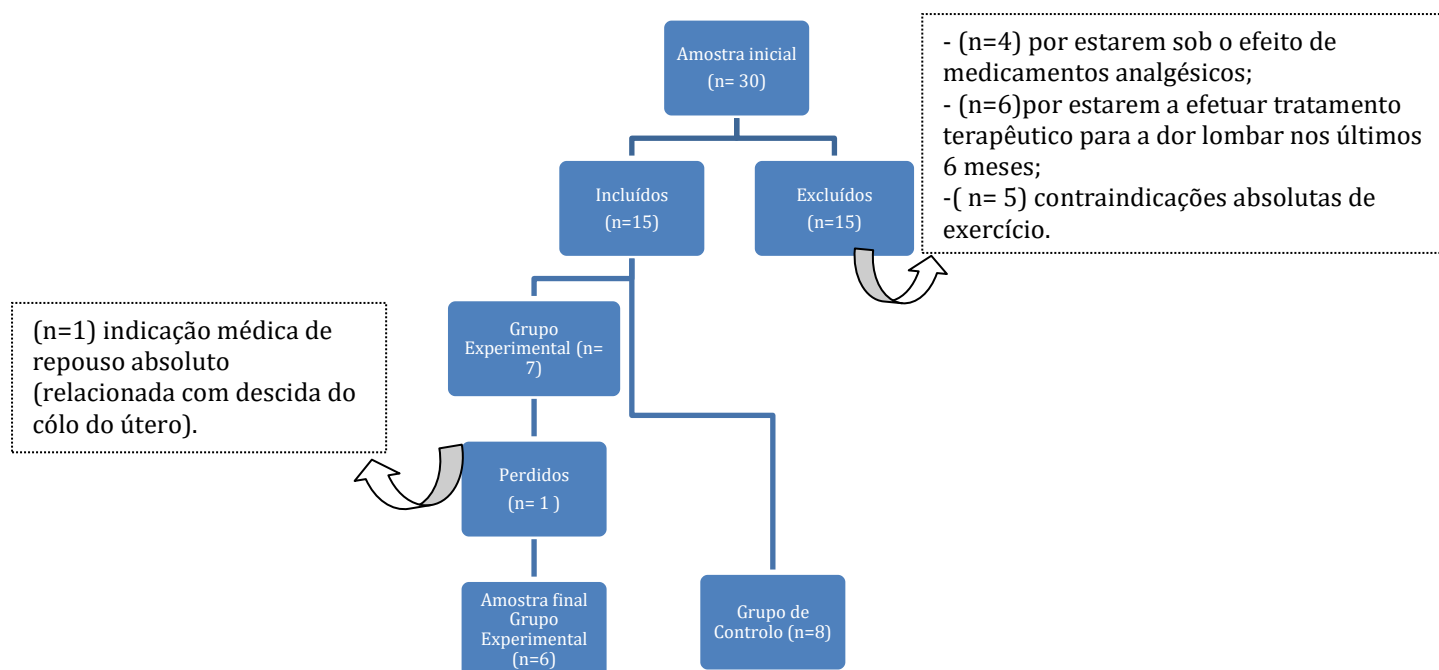 Amostra inicial
(n= 30)
- (n=4) por estarem sob o efeito de
medicamentos analgésicos;
- (n=6)por estarem a efetuar tratamento
terapêutico para a dor lombar nos últimos
6 meses;
-( n= 5) contraindicações absolutas de
exercício.
Incluídos
(n=15)
Excluídos
(n=15)
(n=1) indicação médica de
repouso absoluto
(relacionada com descida do
cólo do útero).
Grupo
Experimental (n=
7)
Perdidos
(n= 1 )
Amostra final
Grupo
Experimental
(n=6)
Grupo de
Controlo (n=8)